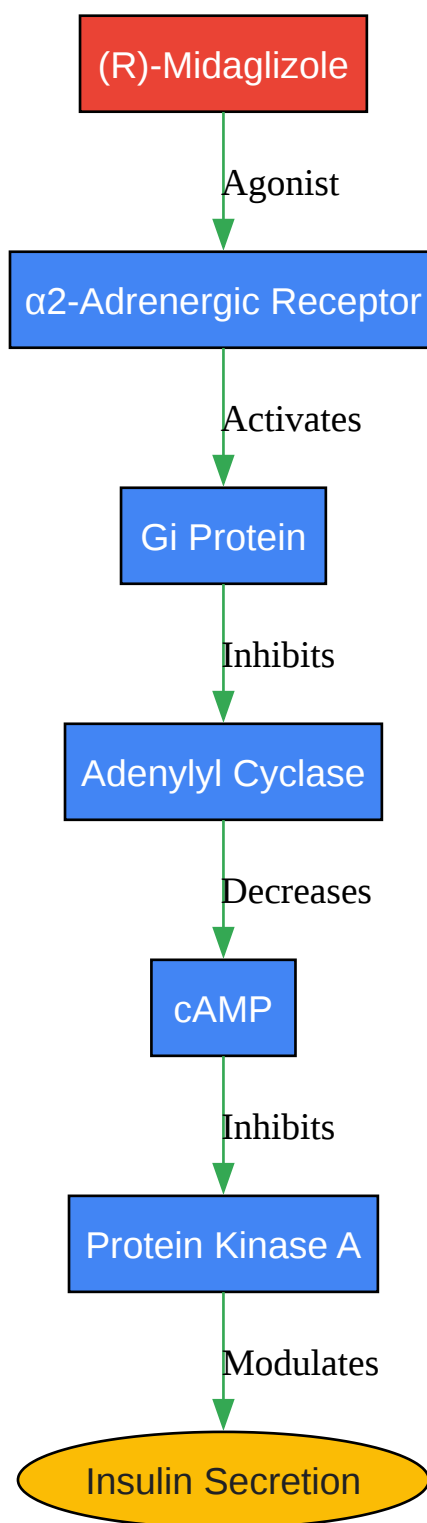 (R)-Midaglizole
Agonist
α2-Adrenergic Receptor
Activates
Gi Protein
Inhibits
Adenylyl Cyclase
Decreases
cAMP
Inhibits
Protein Kinase A
Modulates
Insulin Secretion